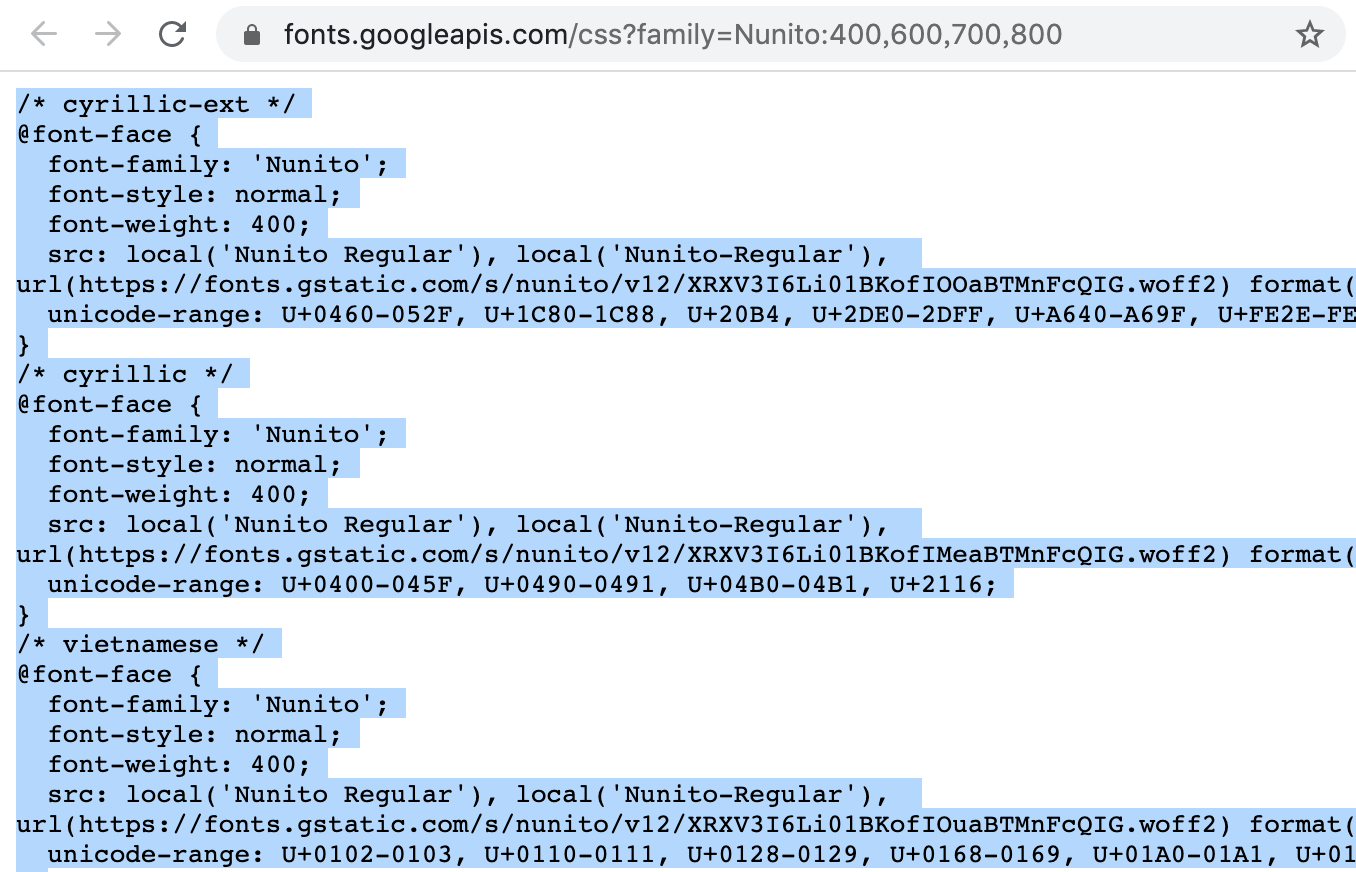 fonts.googleapis.com/css?family=Nunito:400,600,700,800
/* cyrillic-ext */
@font-face {
  font-family: 'Nunito';
  font-style: normal;
  font-weight: 400;
  src: local('Nunito Regular'), local('Nunito-Regular'),
url(https://fonts.gstatic.com/s/nunito/v12/XRXV3I6Li01BKofIOOaBTMnFcQIG.woff2) format(
  unicode-range: U+0460-052F, U+1C80-1C88, U+20B4, U+2DE0-2DFF, U+A640-A69F, U+FE2E-FE
}
/* cyrillic */
@font-face {
  font-family: 'Nunito';
  font-style: normal;
  font-weight: 400;
  src: local('Nunito Regular'), local('Nunito-Regular'),
url(https://fonts.gstatic.com/s/nunito/v12/XRXV3I6Li01BKofIMeaBTMnFcQIG.woff2) format(
  unicode-range: U+0400-045F, U+0490-0491, U+04B0-04B1, U+2116;
}
/* vietnamese */
@font-face {
  font-family: 'Nunito';
  font-style: normal;
  font-weight: 400;
  src: local('Nunito Regular'), local('Nunito-Regular'),
url(https://fonts.gstatic.com/s/nunito/v12/XRXV3I6Li01BKofIOuaBTMnFcQIG.woff2) format(
  unicode-range: U+0102-0103, U+0110-0111, U+0128-0129, U+0168-0169, U+01A0-01A1, U+01